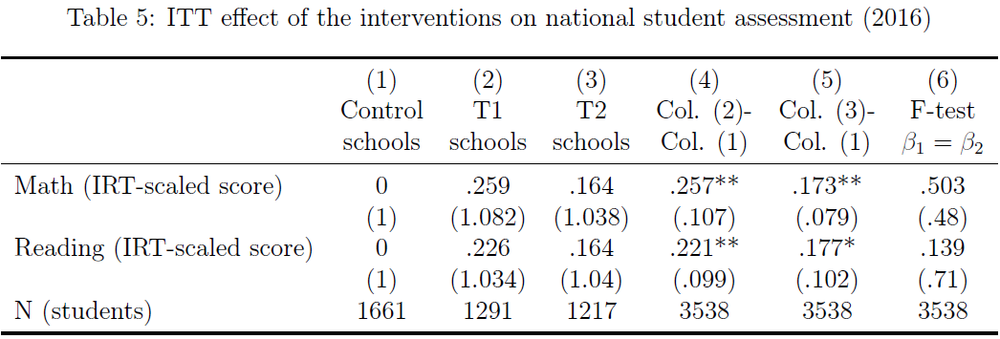 Table 5: ITT effect of the interventions on national student assessment (2016)
(1) (2) (3) (4) (5) (6)
Control T1 T2 Col. (2)- Col. (3)- F-test
schools schools schools Col. (1) Col. (1) β₁ = β₂
Math (IRT-scaled score) 0 .259 .164 .257** .173** .503
(1) (1.082) (1.038) (.107) (.079) (.48)
Reading (IRT-scaled score) 0 .226 .164 .221** .177* .139
(1) (1.034) (1.04) (.099) (.102) (.71)
N (students) 1661 1291 1217 3538 3538 3538